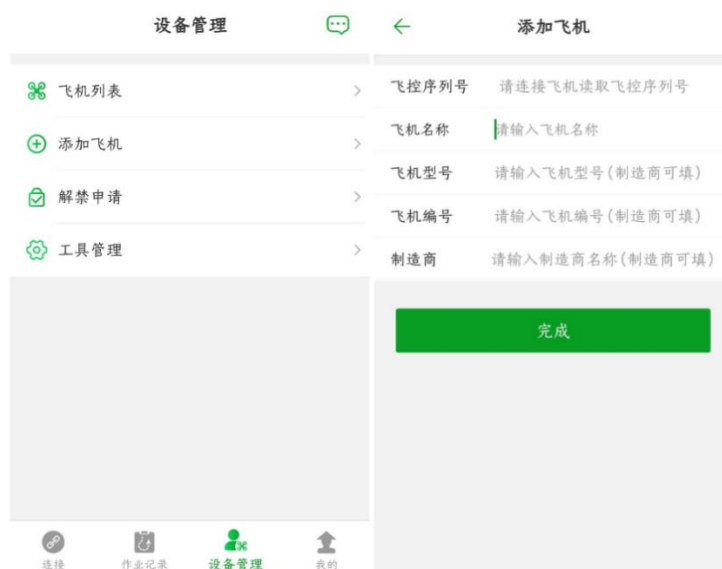 设备管理
飞机列表
添加飞机
解禁申请
工具管理
连接
作业记录
设备管理
我的
添加飞机
飞控序列号 请连接飞机读取飞控序列号
飞机名称 请输入飞机名称
飞机型号 请输入飞机型号(制造商可填)
飞机编号 请输入飞机编号(制造商可填)
制造商 请输入制造商名称(制造商可填)
完成